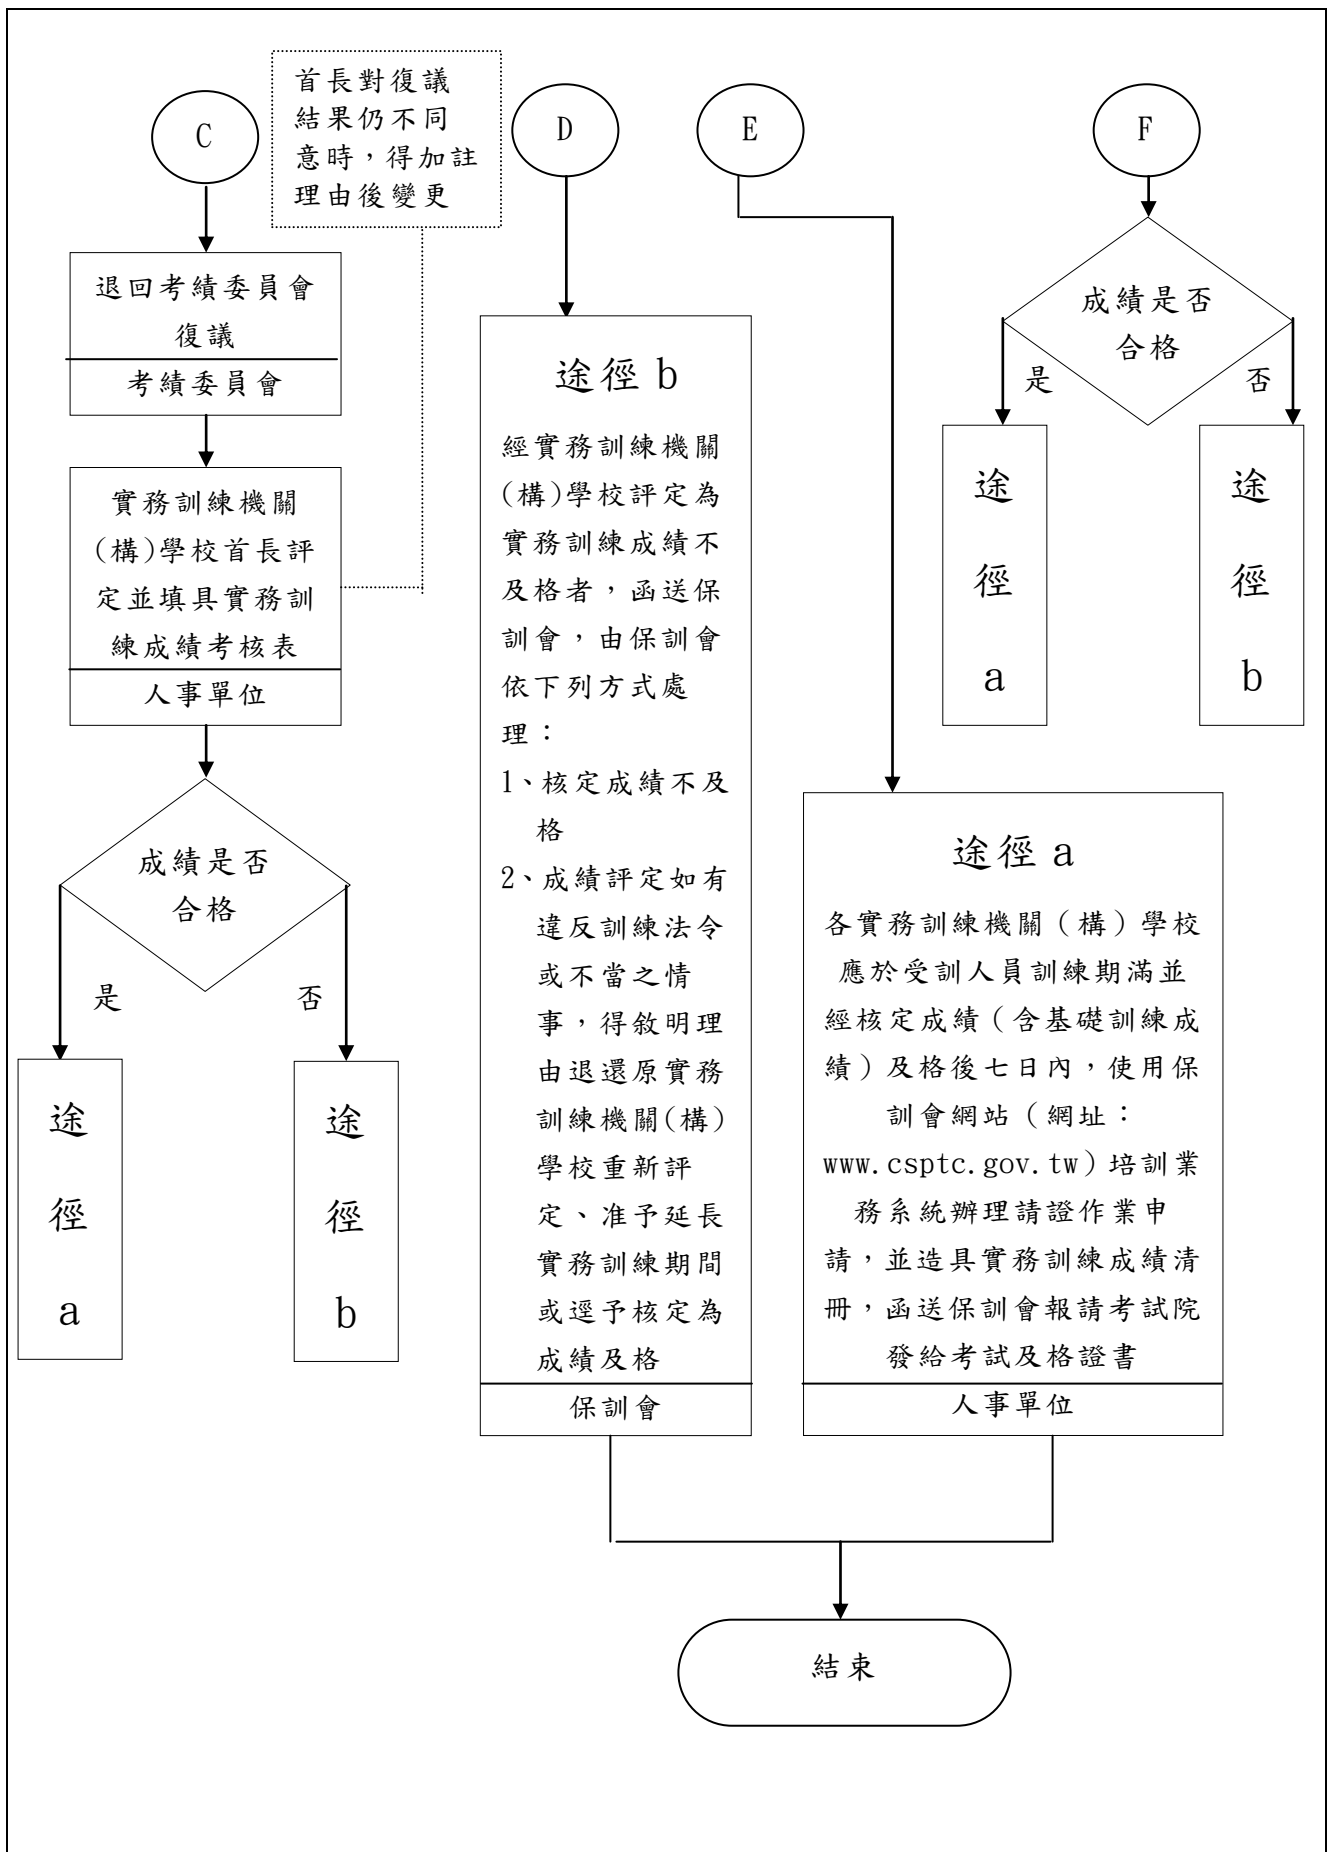 C
首長對復議
結果仍不同
意時，得加註
理由後變更
D
E
F
退回考績委員會
復議
考績委員會
實務訓練機關
(構)學校首長評
定並填具實務訓
練成績考核表
人事單位
成績是否
合格
是
否
途
徑
a
途
徑
b
途徑 b
經實務訓練機關
(構)學校評定為
實務訓練成績不
及格者，函送保
訓會，由保訓會
依下列方式處
理：
1、核定成績不及
格
2、成績評定如有
違反訓練法令
或不當之情
事，得敘明理
由退還原實務
訓練機關(構)
學校重新評
定、准予延長
實務訓練期間
或逕予核定為
成績及格
保訓會
成績是否
合格
是
否
途
徑
a
途
徑
b
途徑 a
各實務訓練機關（構）學校
應於受訓人員訓練期滿並
經核定成績（含基礎訓練成
績）及格後七日內，使用保
訓會網站（網址：
www.csptc.gov.tw）培訓業
務系統辦理請證作業申
請，並造具實務訓練成績清
冊，函送保訓會報請考試院
發給考試及格證書
人事單位
結束